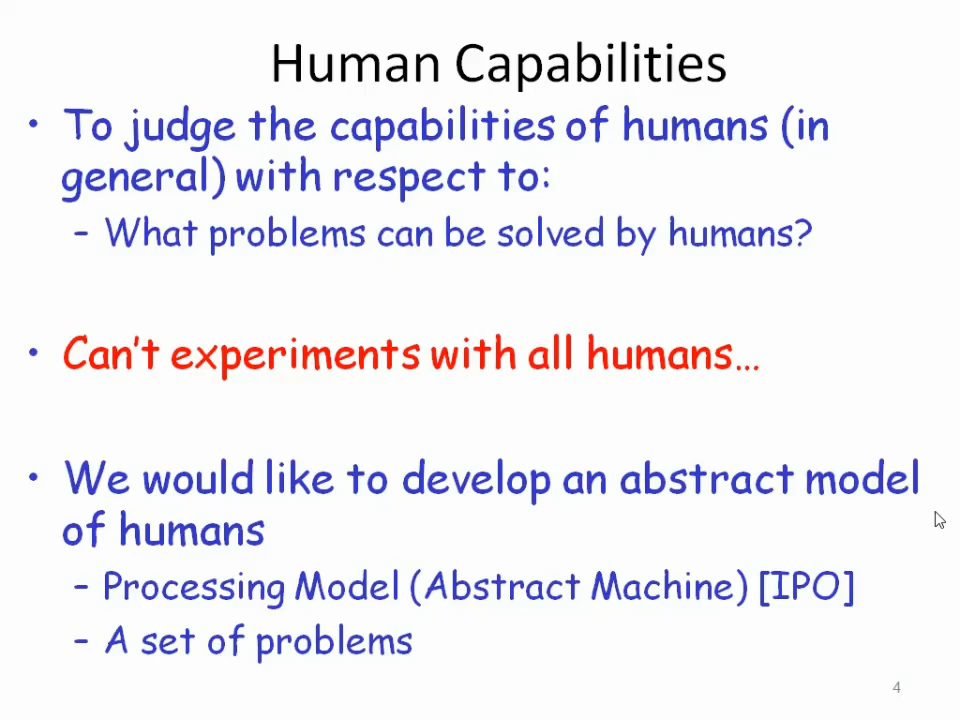 Human Capabilities
• To judge the capabilities of humans (in
general) with respect to:
– What problems can be solved by humans?
• Can't experiments with all humans…
• We would like to develop an abstract model
of humans
– Processing Model (Abstract Machine) [IPO]
– A set of problems
4